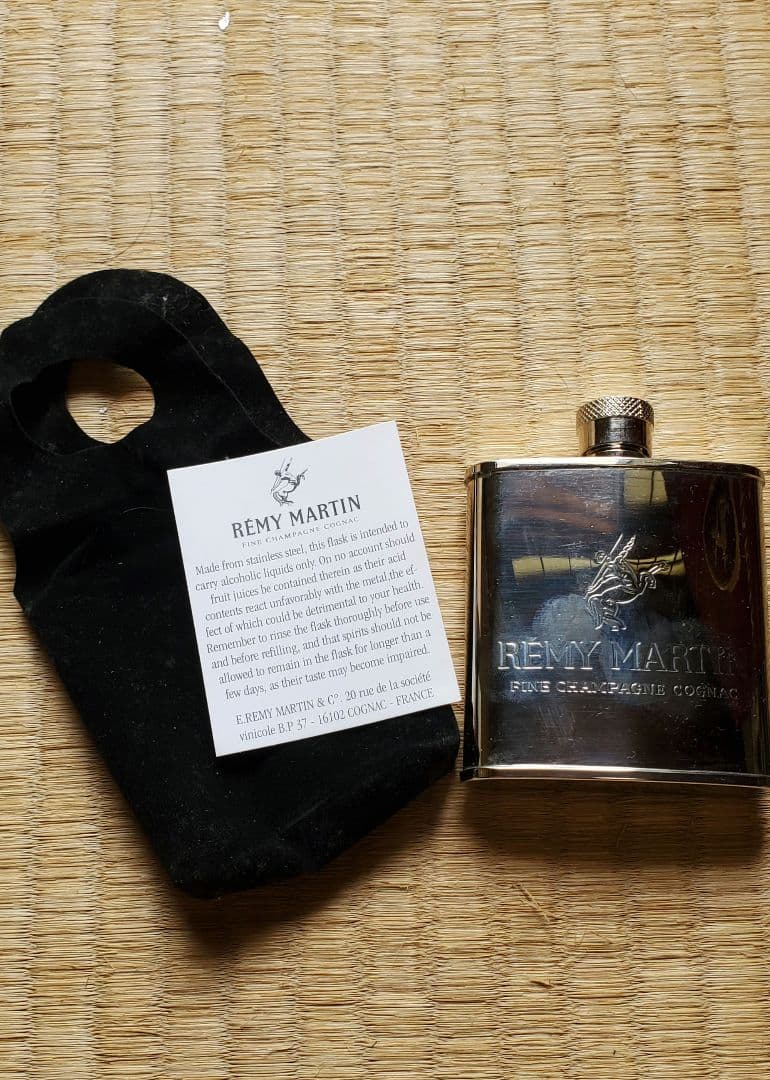 RÉMY MARTIN
FINE CHAMPAGNE COGNAC
Made from stainless steel, this flask is intended to
carry alcoholic liquids only. On no account should
fruit juices be contained therein as their acid
contents react unfavorably with the metal,the ef-
fect of which could be detrimental to your health.
Remember to rinse the flask thoroughly before use
and before refilling, and that spirits should not be
allowed to remain in the flask for longer than a
few days, as their taste may become impaired.
E.REMY MARTIN & C°. 20 rue de la société
vinicole B.P 37 - 16102 COGNAC - FRANCE
RÉMY MARTIN
FINE CHAMPAGNE COGNAC